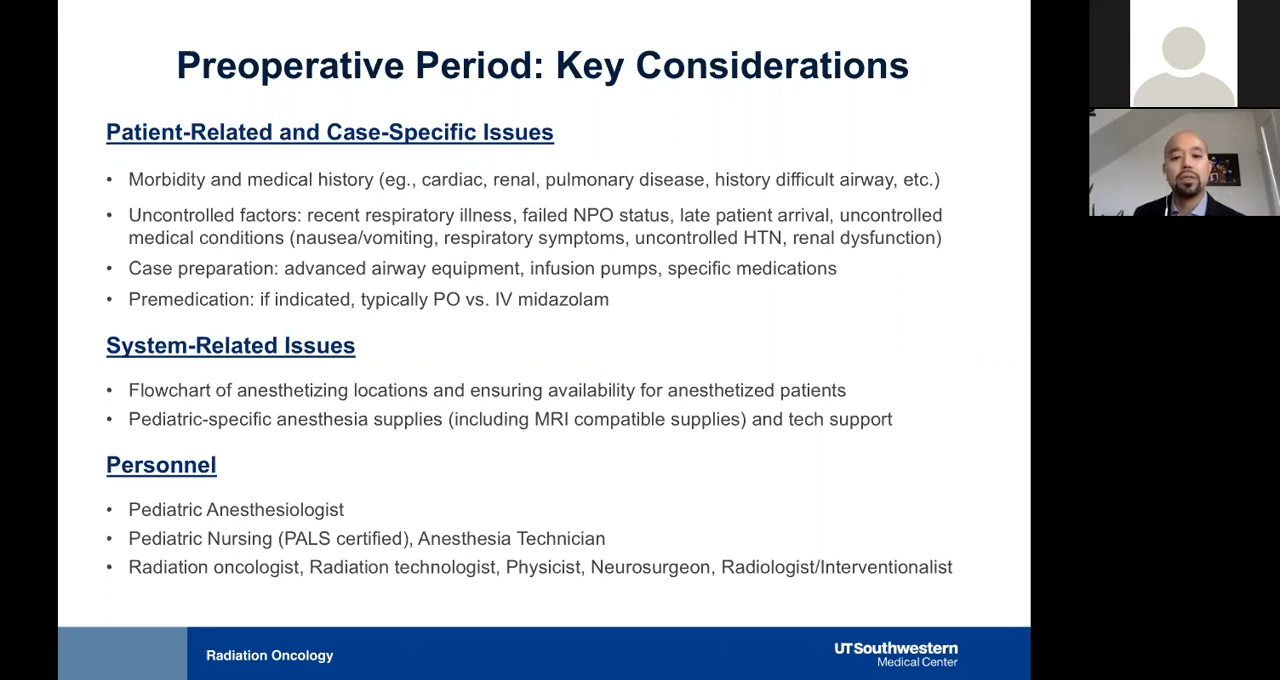 Preoperative Period: Key Considerations
Patient-Related and Case-Specific Issues
• Morbidity and medical history (eg., cardiac, renal, pulmonary disease, history difficult airway, etc.)
• Uncontrolled factors: recent respiratory illness, failed NPO status, late patient arrival, uncontrolled
medical conditions (nausea/vomiting, respiratory symptoms, uncontrolled HTN, renal dysfunction)
• Case preparation: advanced airway equipment, infusion pumps, specific medications
• Premedication: if indicated, typically PO vs. IV midazolam
System-Related Issues
• Flowchart of anesthetizing locations and ensuring availability for anesthetized patients
• Pediatric-specific anesthesia supplies (including MRI compatible supplies) and tech support
Personnel
• Pediatric Anesthesiologist
• Pediatric Nursing (PALS certified), Anesthesia Technician
• Radiation oncologist, Radiation technologist, Physicist, Neurosurgeon, Radiologist/Interventionalist
Radiation Oncology
UTSouthwestern
Medical Center